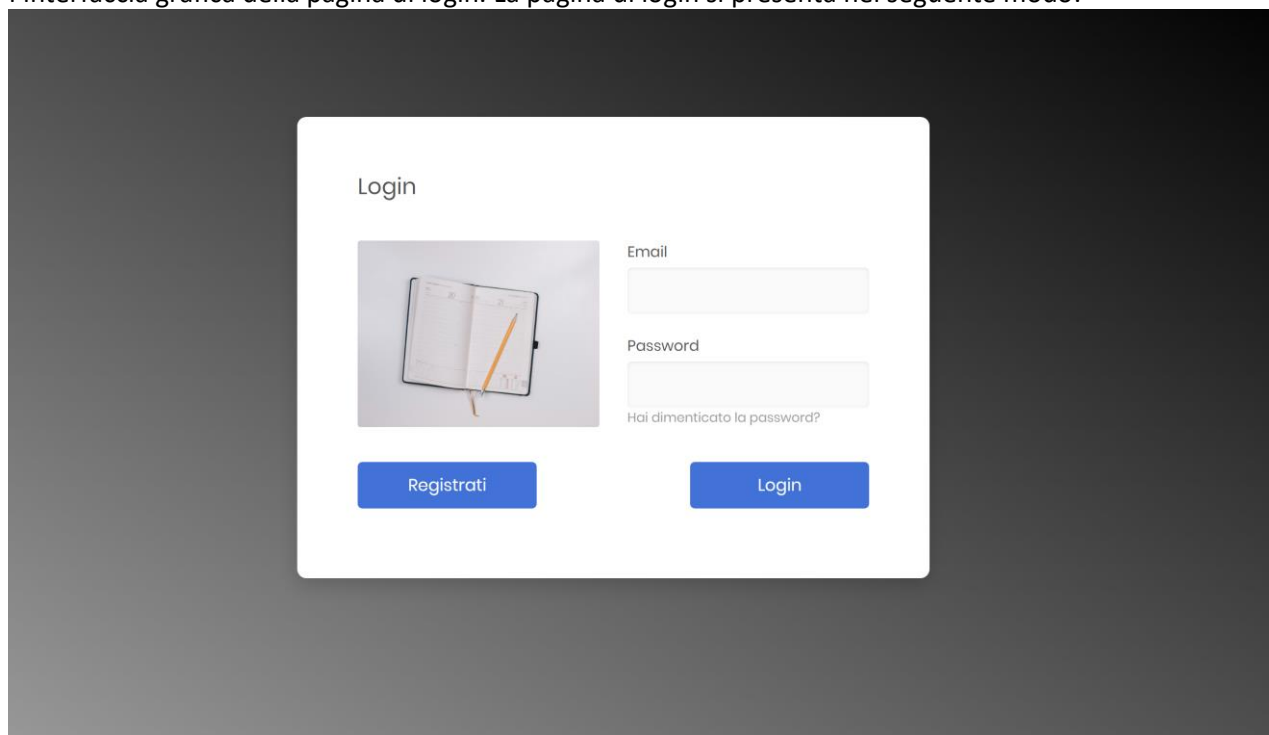 l'interfaccia grafica della pagina di login. La pagina di login si presenta nel seguente modo:
Login
Email
Password
Hai dimenticato la password?
Registrati
Login